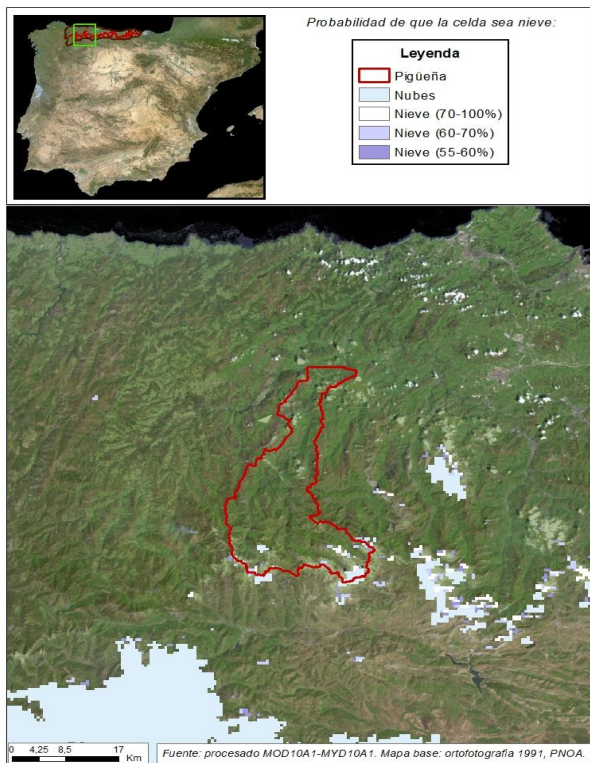 Probabilidad de que la celda sea nieve:
Leyenda
Pigüeña
Nubes
Nieve (70-100%)
Nieve (60-70%)
Nieve (55-60%)
0 4,25 8,5 17
Km
Fuente: procesado MOD10A1-MYD10A1. Mapa base: ortofotografia 1991, PNOA.